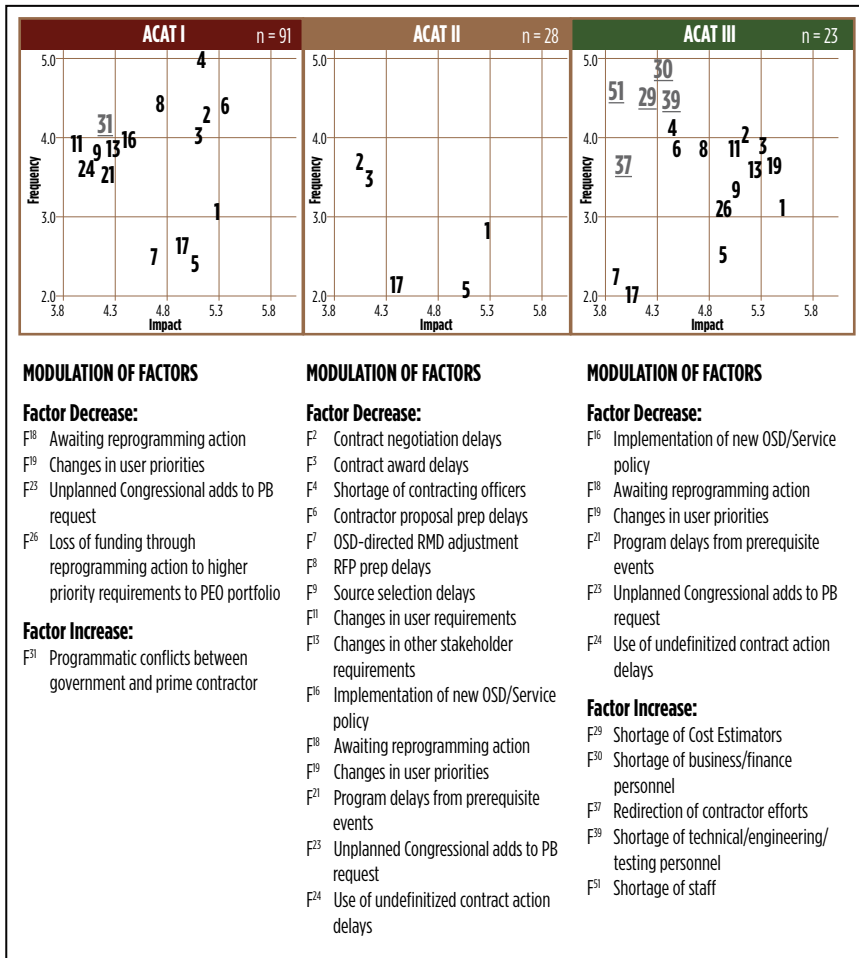 ACAT I n = 91
5.0
4.0
3.0
2.0
Frequency
4
8
2
6
31
3
11
9
13
16
24
21
1
7
17
5
3.8 4.3 4.8 5.3 5.8
Impact
ACAT II n = 28
5.0
4.0
3.0
2.0
Frequency
2
3
1
17
5
3.8 4.3 4.8 5.3 5.8
Impact
ACAT III n = 23
5.0
4.0
3.0
2.0
Frequency
30
51
29
39
4
2
6
8
11
3
37
13
16
9
26
1
5
7
17
3.8 4.3 4.8 5.3 5.8
Impact
MODULATION OF FACTORS
Factor Decrease:
F18 Awaiting reprogramming action
F19 Changes in user priorities
F23 Unplanned Congressional adds to PB
request
F26 Loss of funding through
reprogramming action to higher
priority requirements to PEO portfolio
Factor Increase:
F31 Programmatic conflicts between
government and prime contractor
MODULATION OF FACTORS
Factor Decrease:
F2 Contract negotiation delays
F3 Contract award delays
F4 Shortage of contracting officers
F6 Contractor proposal prep delays
F7 OSD-directed RMD adjustment
F8 RFP prep delays
F9 Source selection delays
F11 Changes in user requirements
F13 Changes in other stakeholder
requirements
F16 Implementation of new OSD/Service
policy
F18 Awaiting reprogramming action
F19 Changes in user priorities
F21 Program delays from prerequisite
events
F23 Unplanned Congressional adds to PB
request
F24 Use of undefinitized contract action
delays
MODULATION OF FACTORS
Factor Decrease:
F16 Implementation of new OSD/Service
policy
F18 Awaiting reprogramming action
F19 Changes in user priorities
F21 Program delays from prerequisite
events
F23 Unplanned Congressional adds to PB
request
F24 Use of undefinitized contract action
delays
Factor Increase:
F29 Shortage of Cost Estimators
F30 Shortage of business/finance
personnel
F37 Redirection of contractor efforts
F39 Shortage of technical/engineering/
testing personnel
F51 Shortage of staff